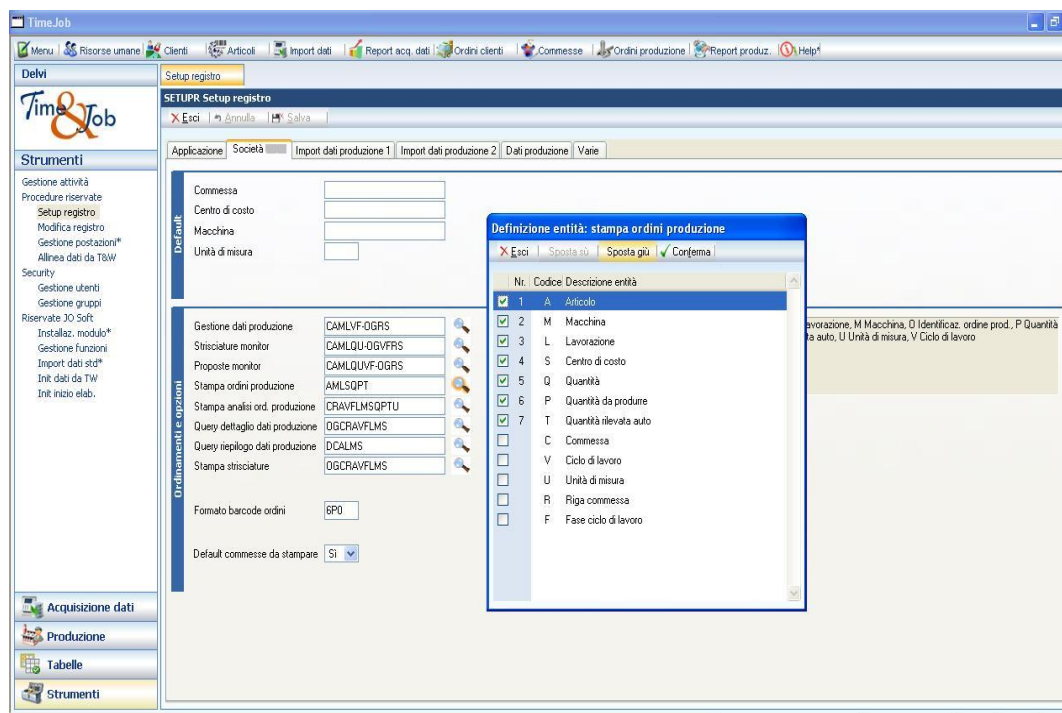 TimeJob
Menu Risorse umane Clienti Articoli Import dati Report acq. dati Ordini clienti Commesse Ordini produzione Report produz. Help*
Delvi
Setup registro
Time&Job
SETUPR Setup registro
Esci Annulla Salva
Applicazione Società Import dati produzione 1 Import dati produzione 2 Dati produzione Varie
Strumenti
Gestione attività
Procedure riservate
Setup registro
Modifica registro
Gestione postazioni*
Allinea dati da T&W
Security
Gestione utenti
Gestione gruppi
Riservate JO Soft
Installaz. modulo*
Gestione funzioni
Import dati std*
Init dati da TW
Init inizio elab.
Acquisizione dati
Produzione
Tabelle
Strumenti
Default
Commessa
Centro di costo
Macchina
Unità di misura
Ordinamenti e opzioni
Gestione dati produzione CAMLVF-OGRS
Strisciature monitor CAMLQU-OGVFRS
Proposte monitor CAMLQUVF-OGRS
Stampa ordini produzione AMLSQPT
Stampa analisi ord. produzione CRAVFLMSQPTU
Query dettaglio dati produzione OGCRAVFLMS
Query riepilogo dati produzione DCALMS
Stampa strisciature OGCRAVFLMS
Formato barcode ordini 6P0
Default commesse da stampare Sì
avorazione, M Macchina, O Identificaz. ordine prod., P Quantità
ta auto, U Unità di misura, V Ciclo di lavoro
Definizione entità: stampa ordini produzione
Esci Sposta sù Sposta giù Conferma
Nr. Codice Descrizione entità
1 A Articolo
2 M Macchina
3 L Lavorazione
4 S Centro di costo
5 Q Quantità
6 P Quantità da produrre
7 T Quantità rilevata auto
C Commessa
V Ciclo di lavoro
U Unità di misura
R Riga commessa
F Fase ciclo di lavoro